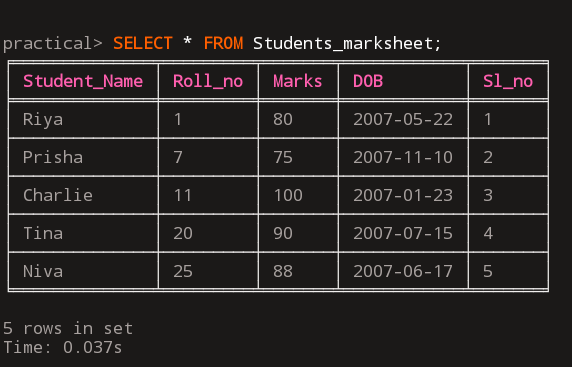 practical> SELECT * FROM Students_marksheet;
Student_Name Roll_no Marks DOB Sl_no
Riya 1 80 2007-05-22 1
Prisha 7 75 2007-11-10 2
Charlie 11 100 2007-01-23 3
Tina 20 90 2007-07-15 4
Niva 25 88 2007-06-17 5
5 rows in set
Time: 0.037s